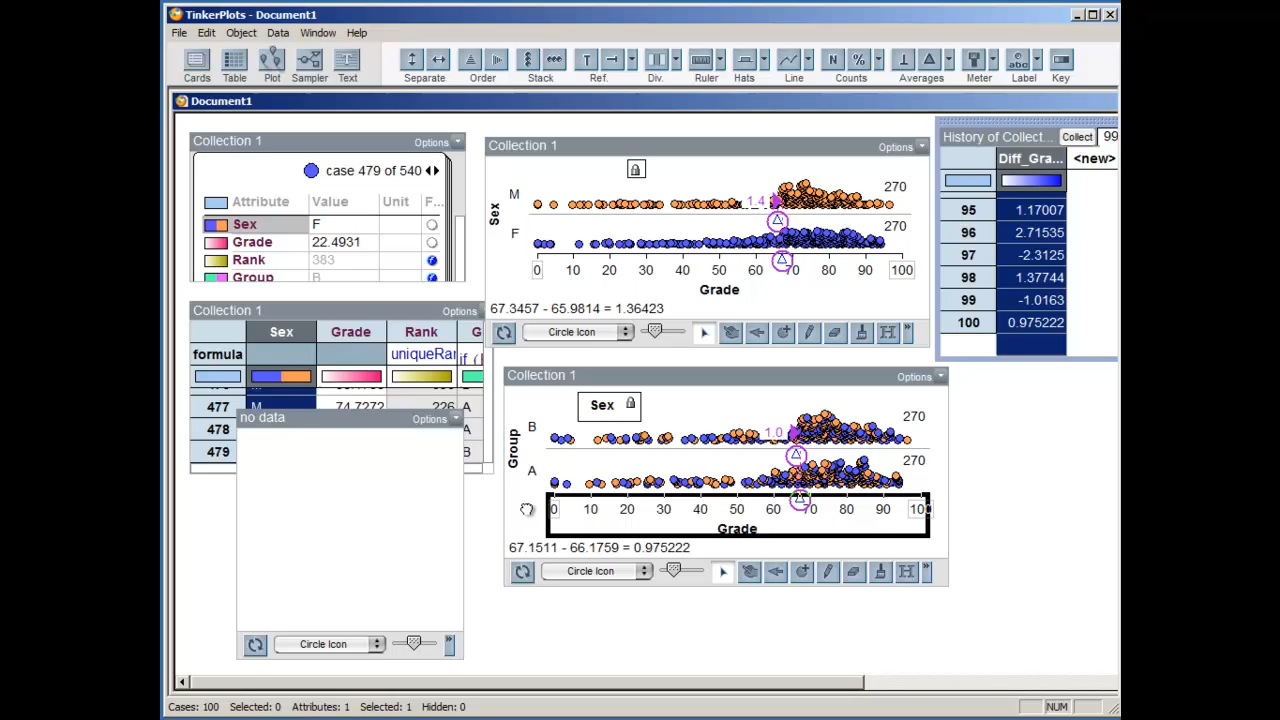 TinkerPlots - Document1
File Edit Object Data Window Help
Cards Table Plot Sampler Text Separate Order Stack Ref. Div. Ruler Hats Line Counts Averages Meter Label Key
Document1
Collection 1 Options
case 479 of 540
Attribute Value Unit F...
Sex F
Grade 22.4931
Rank 383
Group B
Collection 1 Options
Sex Grade Rank G
formula uniqueRan if (
477 M 74.7272 226 A
478 A
479 B
no data Options
Circle Icon
Collection 1 Options
M 1.4 270
Sex
F 270
0 10 20 30 40 50 60 70 80 90 100
Grade
67.3457 - 65.9814 = 1.36423
Circle Icon
Collection 1 Options
Sex
B 1.0 270
Group
A 270
0 10 20 30 40 50 60 70 80 90 100
Grade
67.1511 - 66.1759 = 0.975222
Circle Icon
History of Collect... Collect 99
Diff_Gra... <new>
95 1.17007
96 2.71535
97 -2.3125
98 1.37744
99 -1.0163
100 0.975222
Cases: 100 Selected: 0 Attributes: 1 Selected: 1 Hidden: 0 NUM